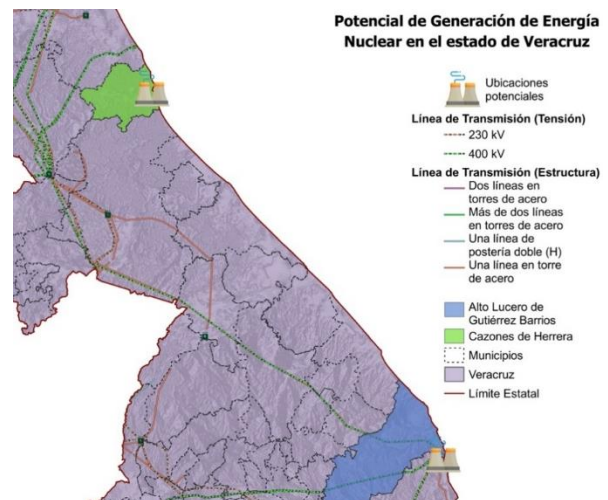 Potencial de Generación de Energía
Nuclear en el estado de Veracruz
Ubicaciones
potenciales
Línea de Transmisión (Tensión)
230 kV
400 kV
Línea de Transmisión (Estructura)
Dos líneas en
torres de acero
Más de dos líneas
en torres de acero
Una línea de
postería doble (H)
Una línea en torre
de acero
Alto Lucero de
Gutiérrez Barrios
Cazones de Herrera
Municipios
Veracruz
Límite Estatal